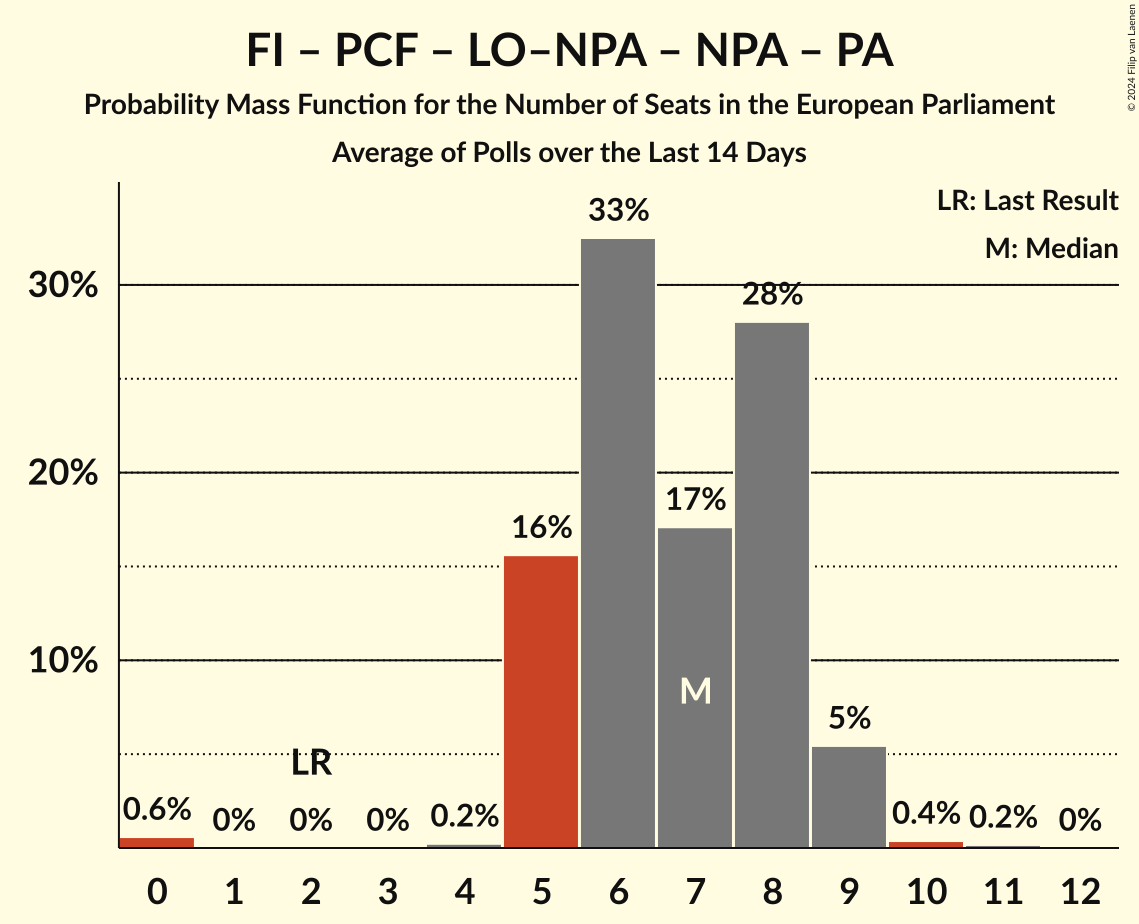 FI – PCF – LO–NPA – NPA – PA
Probability Mass Function for the Number of Seats in the European Parliament
Average of Polls over the Last 14 Days
© 2024 Filip van Laenen
LR: Last Result
M: Median
30%
20%
10%
0.6%
0%
LR
0%
0%
0.2%
16%
33%
17%
M
28%
5%
0.4%
0.2%
0%
0 1 2 3 4 5 6 7 8 9 10 11 12